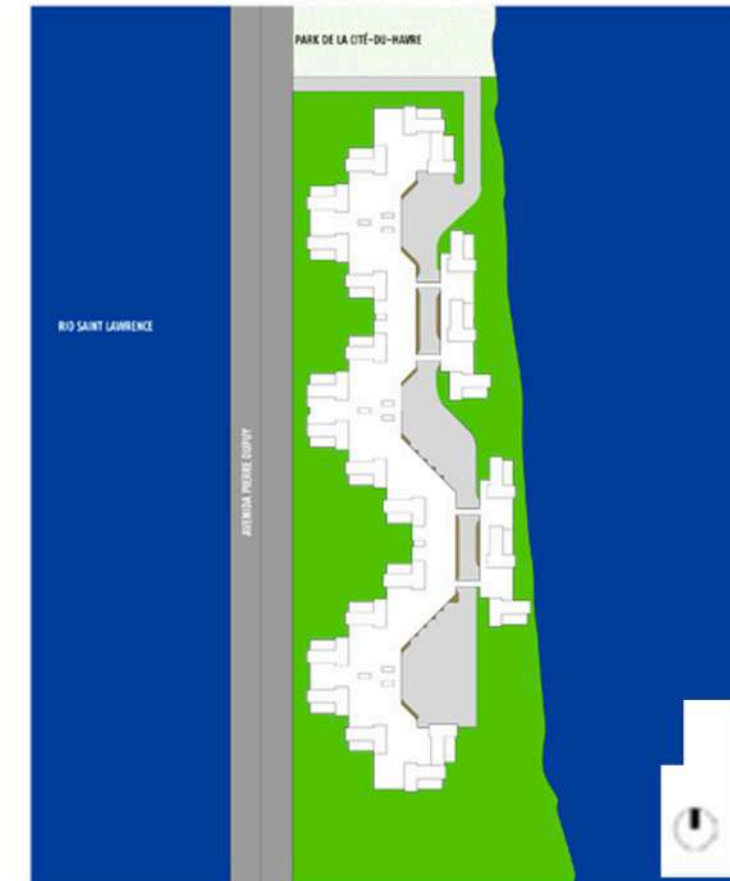 PARK DE LA CITÉ-DU-HAVRE
RIO SAINT LAWRENCE
AVENIDA PIERRE DUPUY